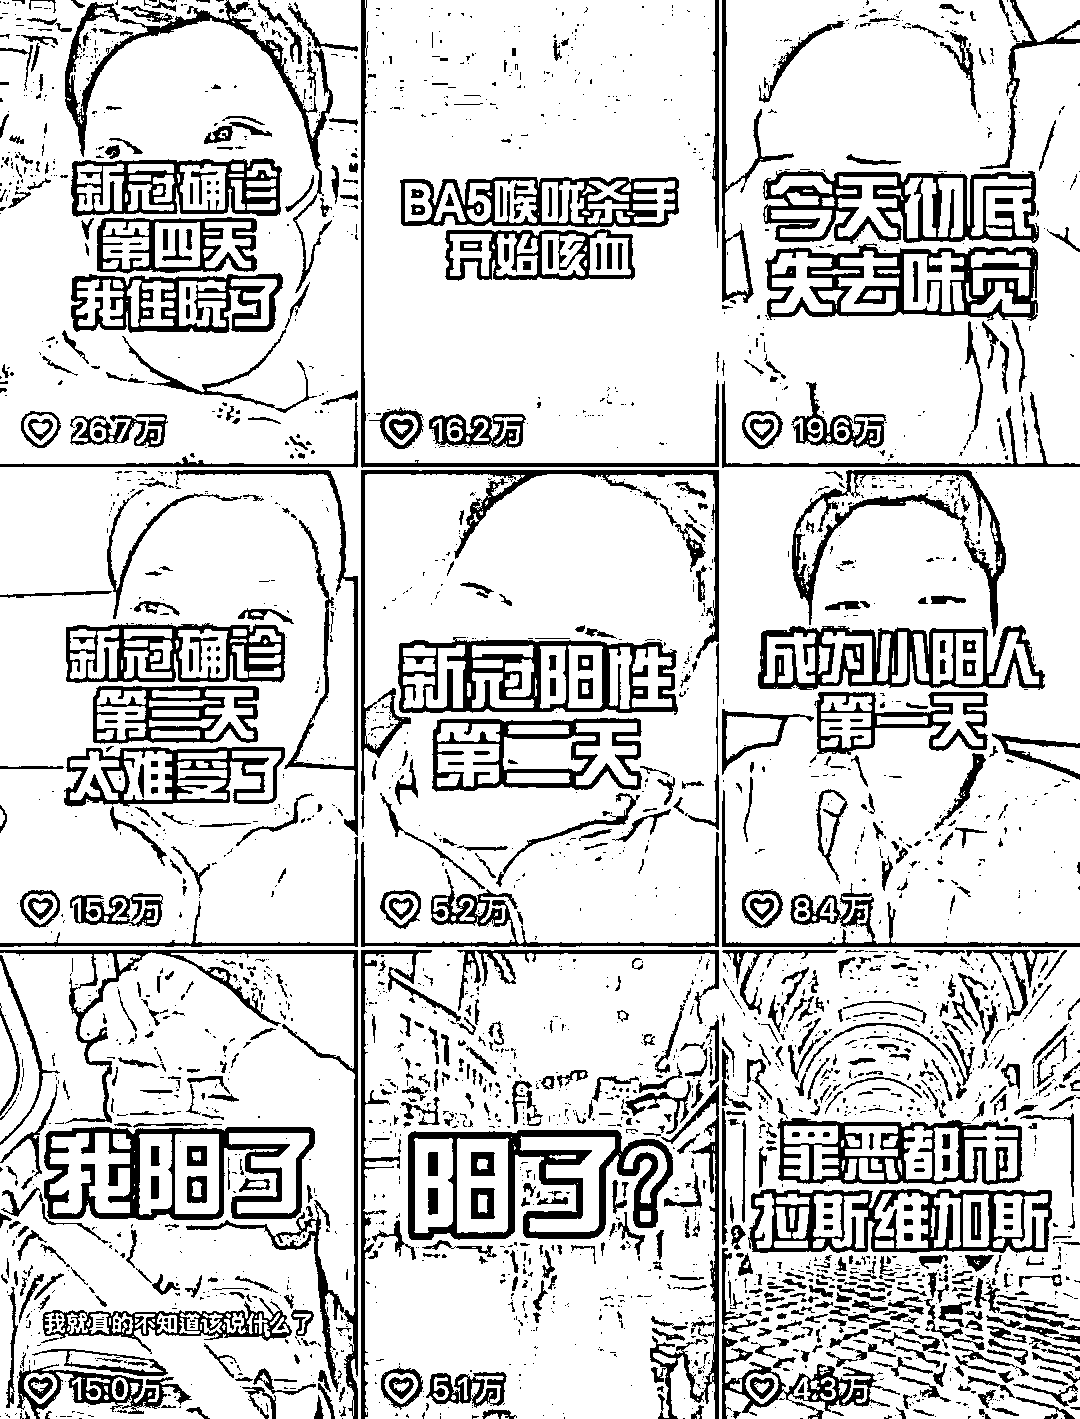 新冠确诊
第四天
我住院了
26.7万
BA5喉咙杀手
开始咳血
16.2万
今天彻底
失去味觉
19.6万
新冠确诊
第三天
太难受了
15.2万
新冠阳性
第二天
5.2万
成为小阳人
第一天
8.4万
我阳了
我就真的不知道该说什么了
15.0万
阳了?
5.1万
罪恶都市
拉斯维加斯
4.3万